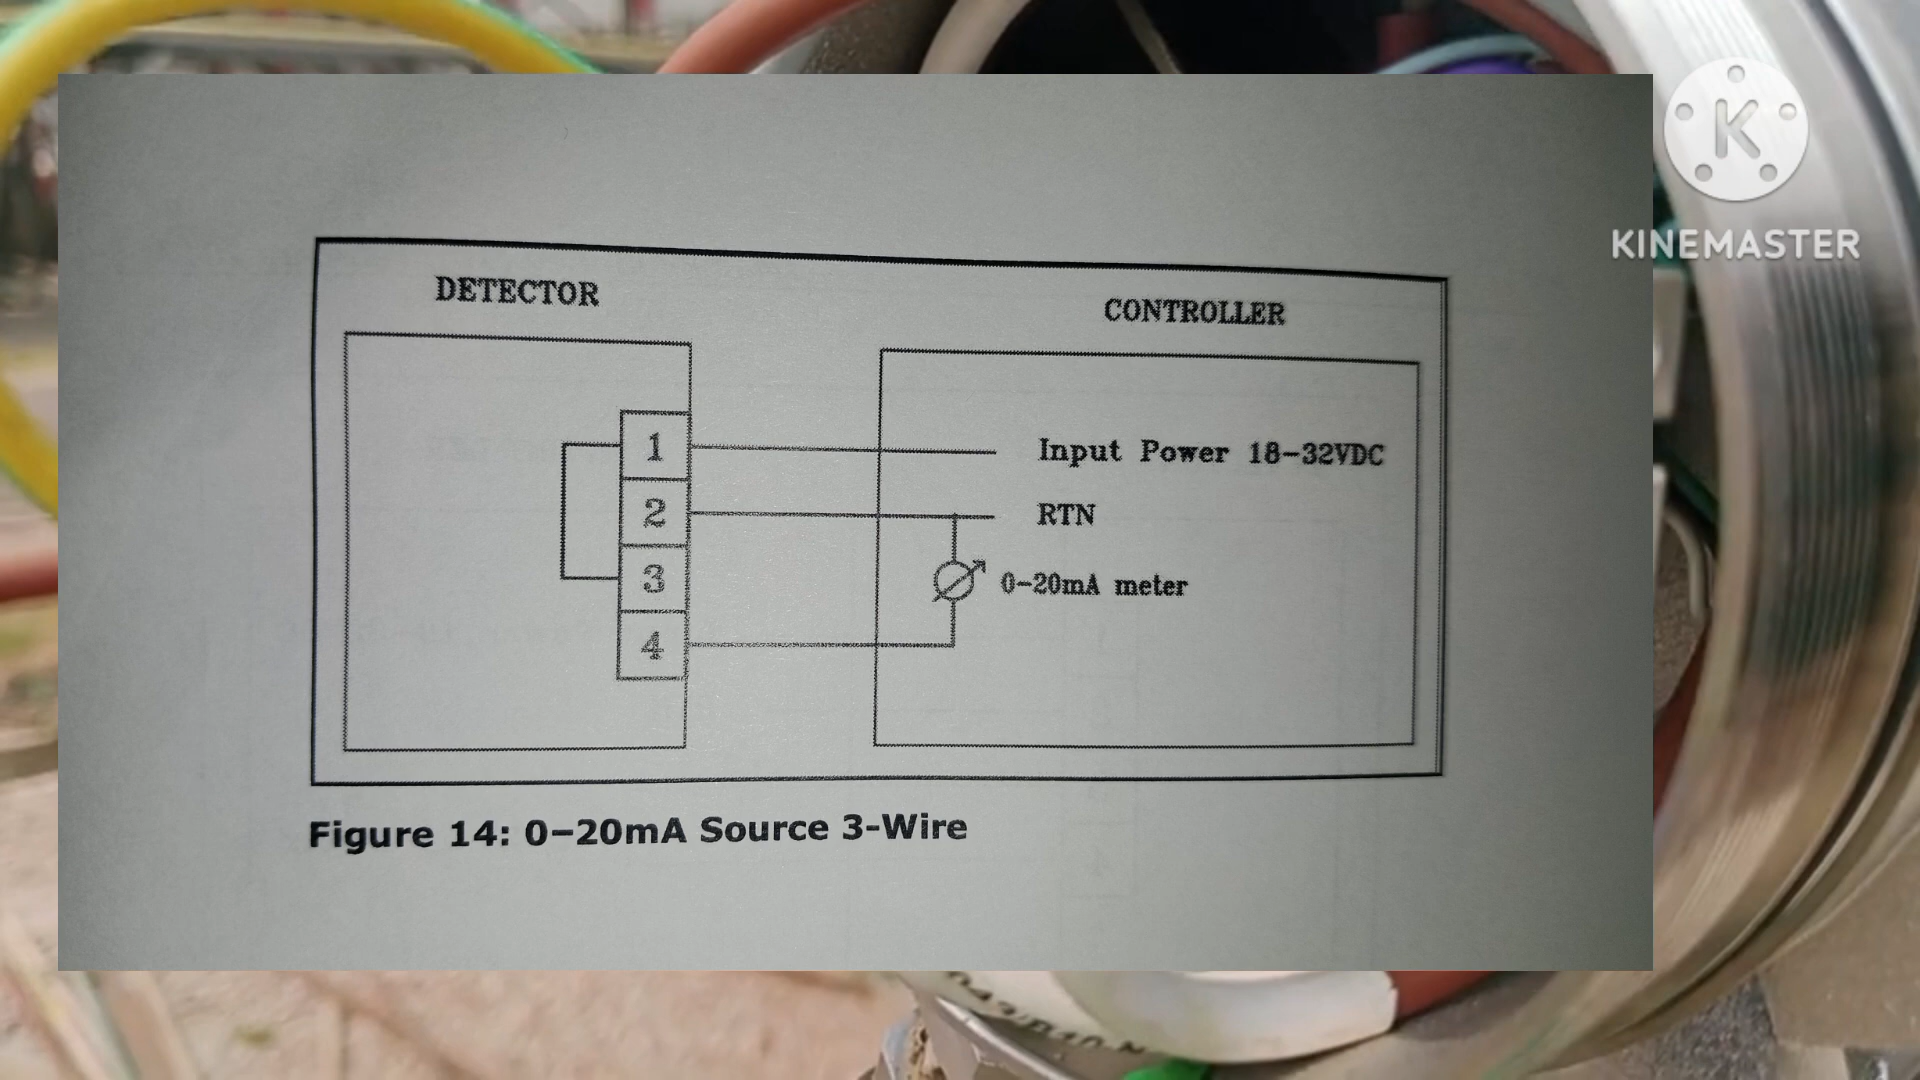 K
KINEMASTER
DETECTOR
CONTROLLER
1
Input Power 18-32VDC
2
RTN
3
0-20mA meter
4
Figure 14: 0-20mA Source 3-Wire